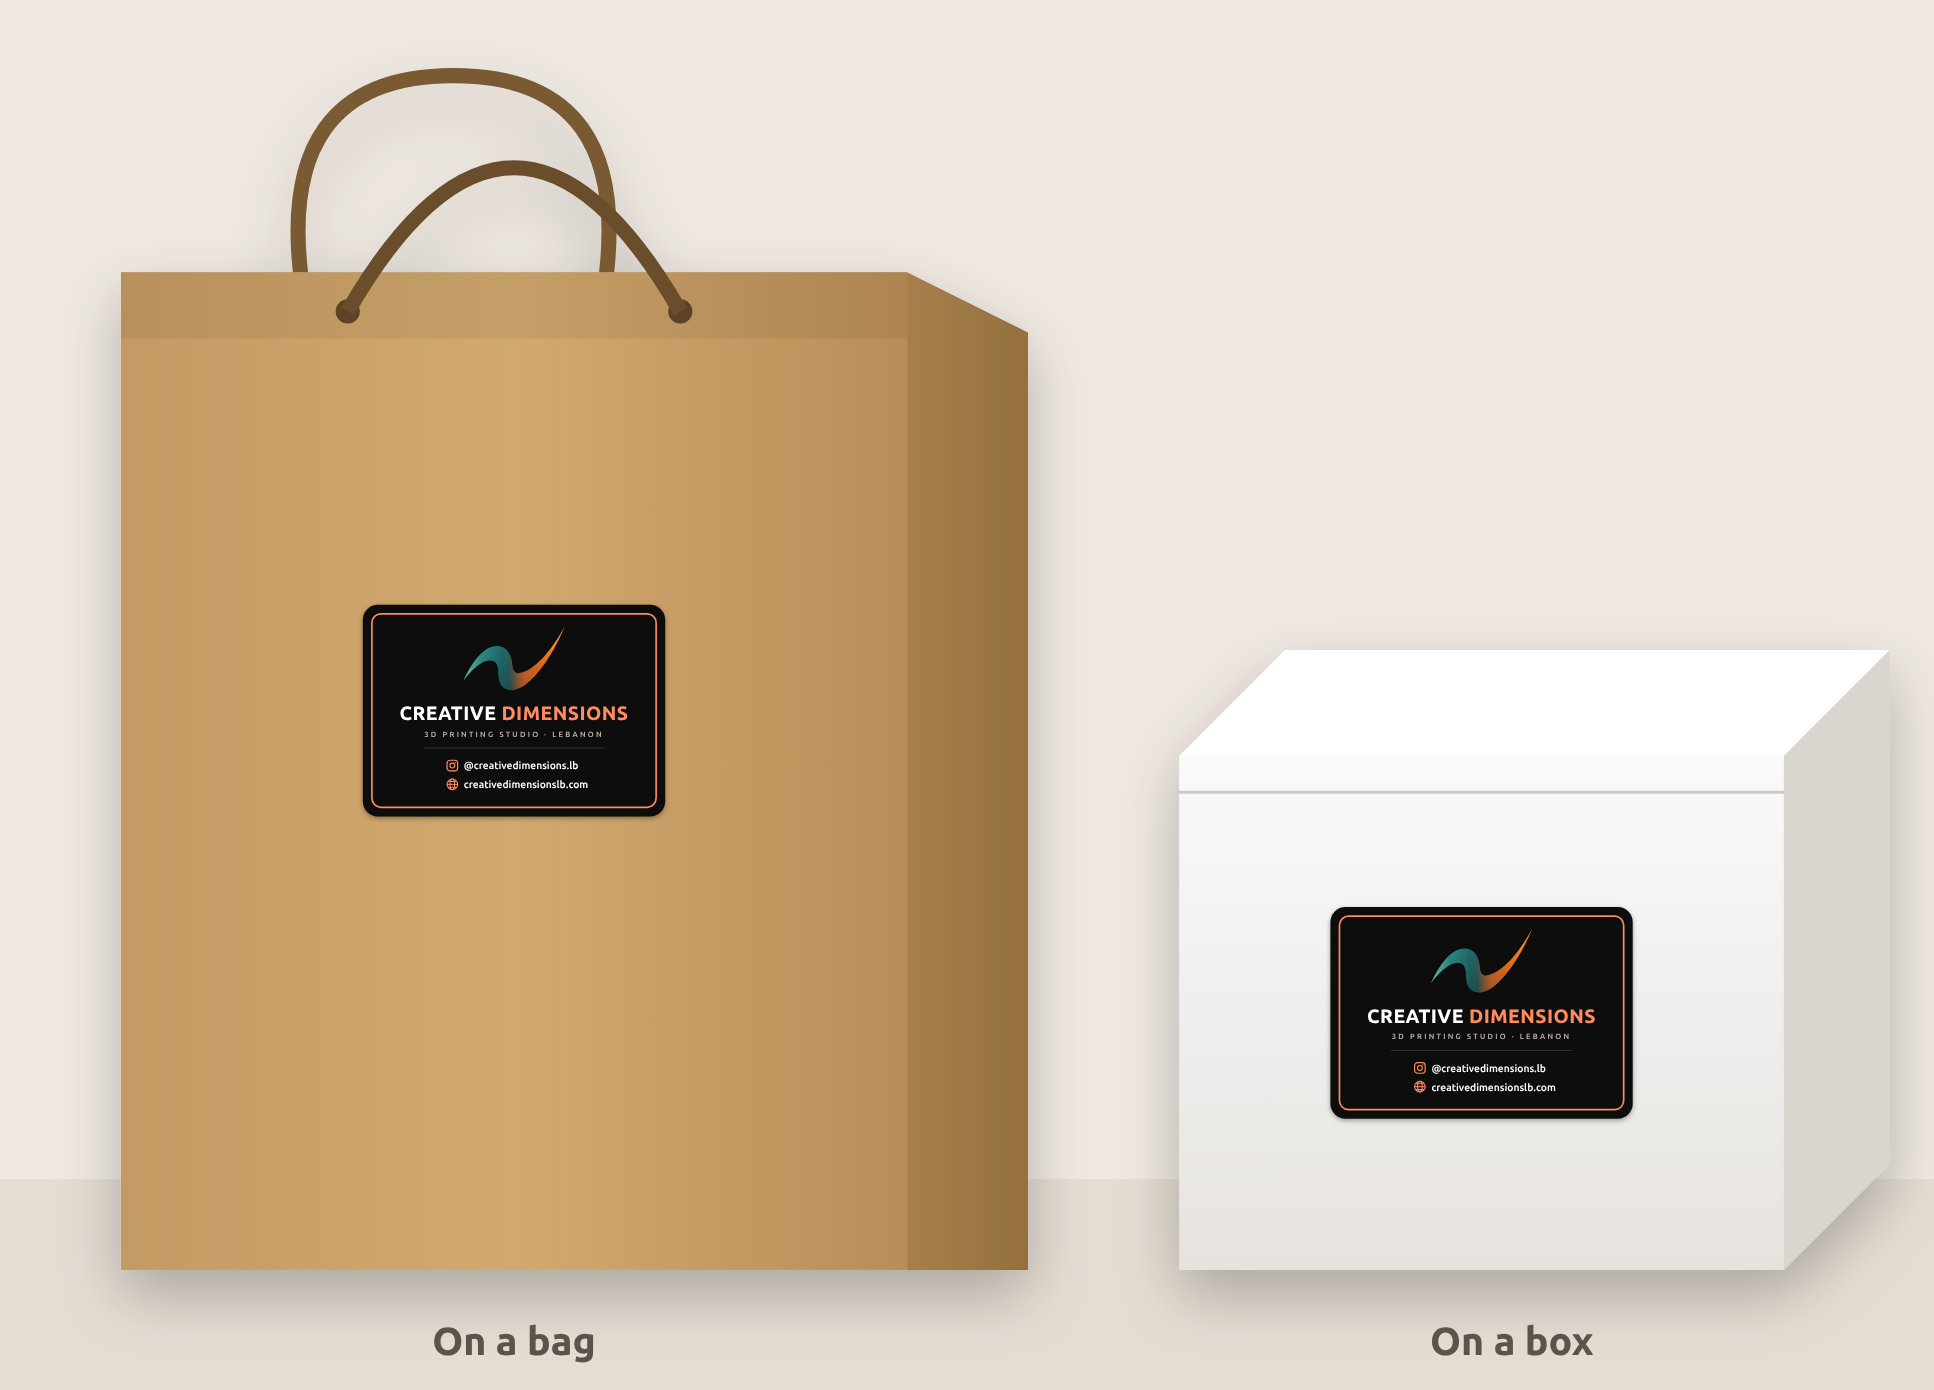 CREATIVE DIMENSIONS
3D PRINTING STUDIO · LEBANON
@creativedimensions.lb
creativedimensionslb.com
On a bag
CREATIVE DIMENSIONS
3D PRINTING STUDIO · LEBANON
@creativedimensions.lb
creativedimensionslb.com
On a box